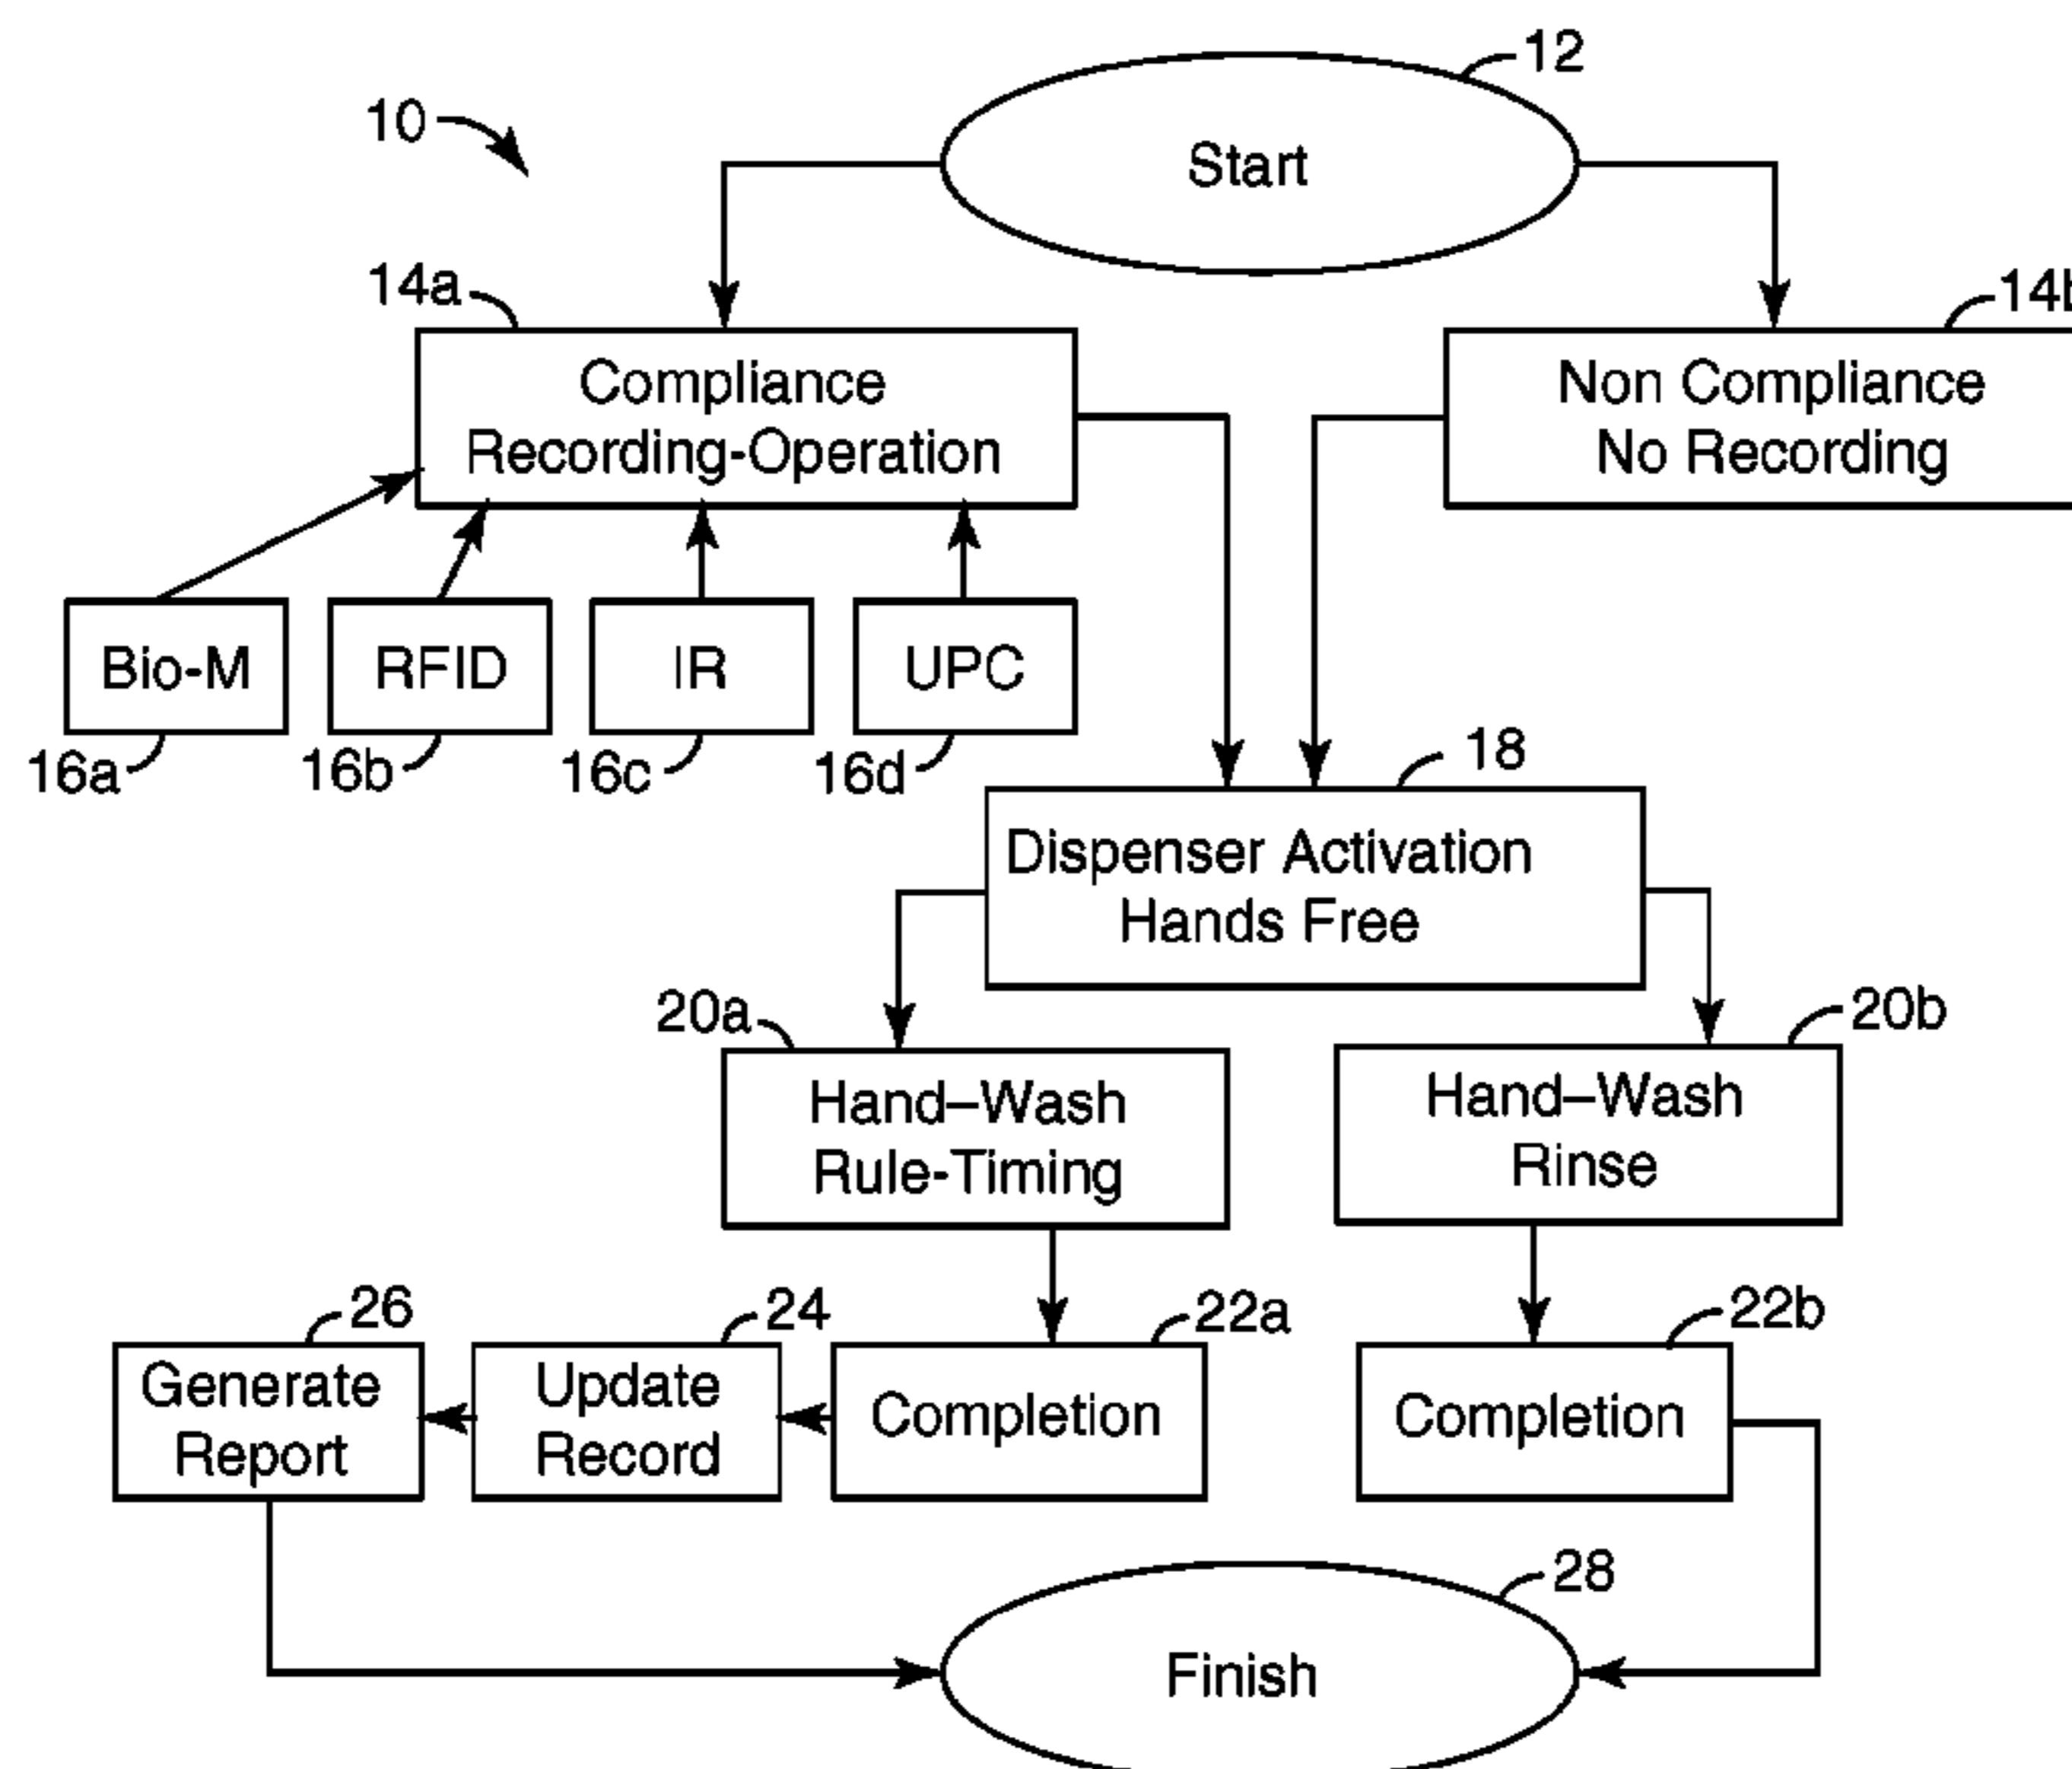 12
10
Start
14a
14b
Compliance
Recording-Operation
Non Compliance
No Recording
Bio-M
RFID
IR
UPC
16a
16b
16c
16d
18
Dispenser Activation
Hands Free
20a
20b
Hand–Wash
Rule-Timing
Hand–Wash
Rinse
26
24
22a
22b
Generate
Report
Update
Record
Completion
Completion
28
Finish